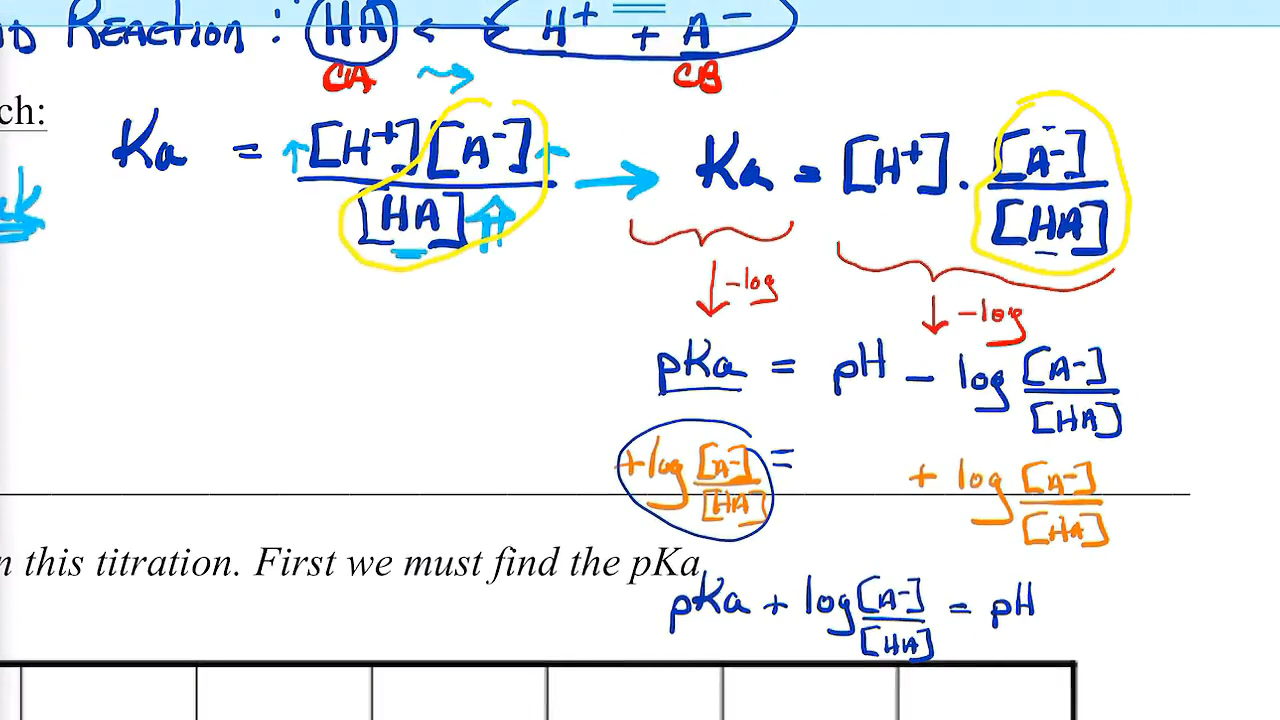 REACTION : HA ⟷ H⁺ + A⁻
CA → CB
ch:
Ka = ↑[H⁺][A⁻]↑ / [HA]⇑ → Ka = [H⁺] · [A⁻] / [HA]
↓ -log ↓ -log
pKa = pH - log [A⁻] / [HA]
+ log [A⁻] / [HA] = + log [A⁻] / [HA]
n this titration. First we must find the pKa
pKa + log [A⁻] / [HA] = pH